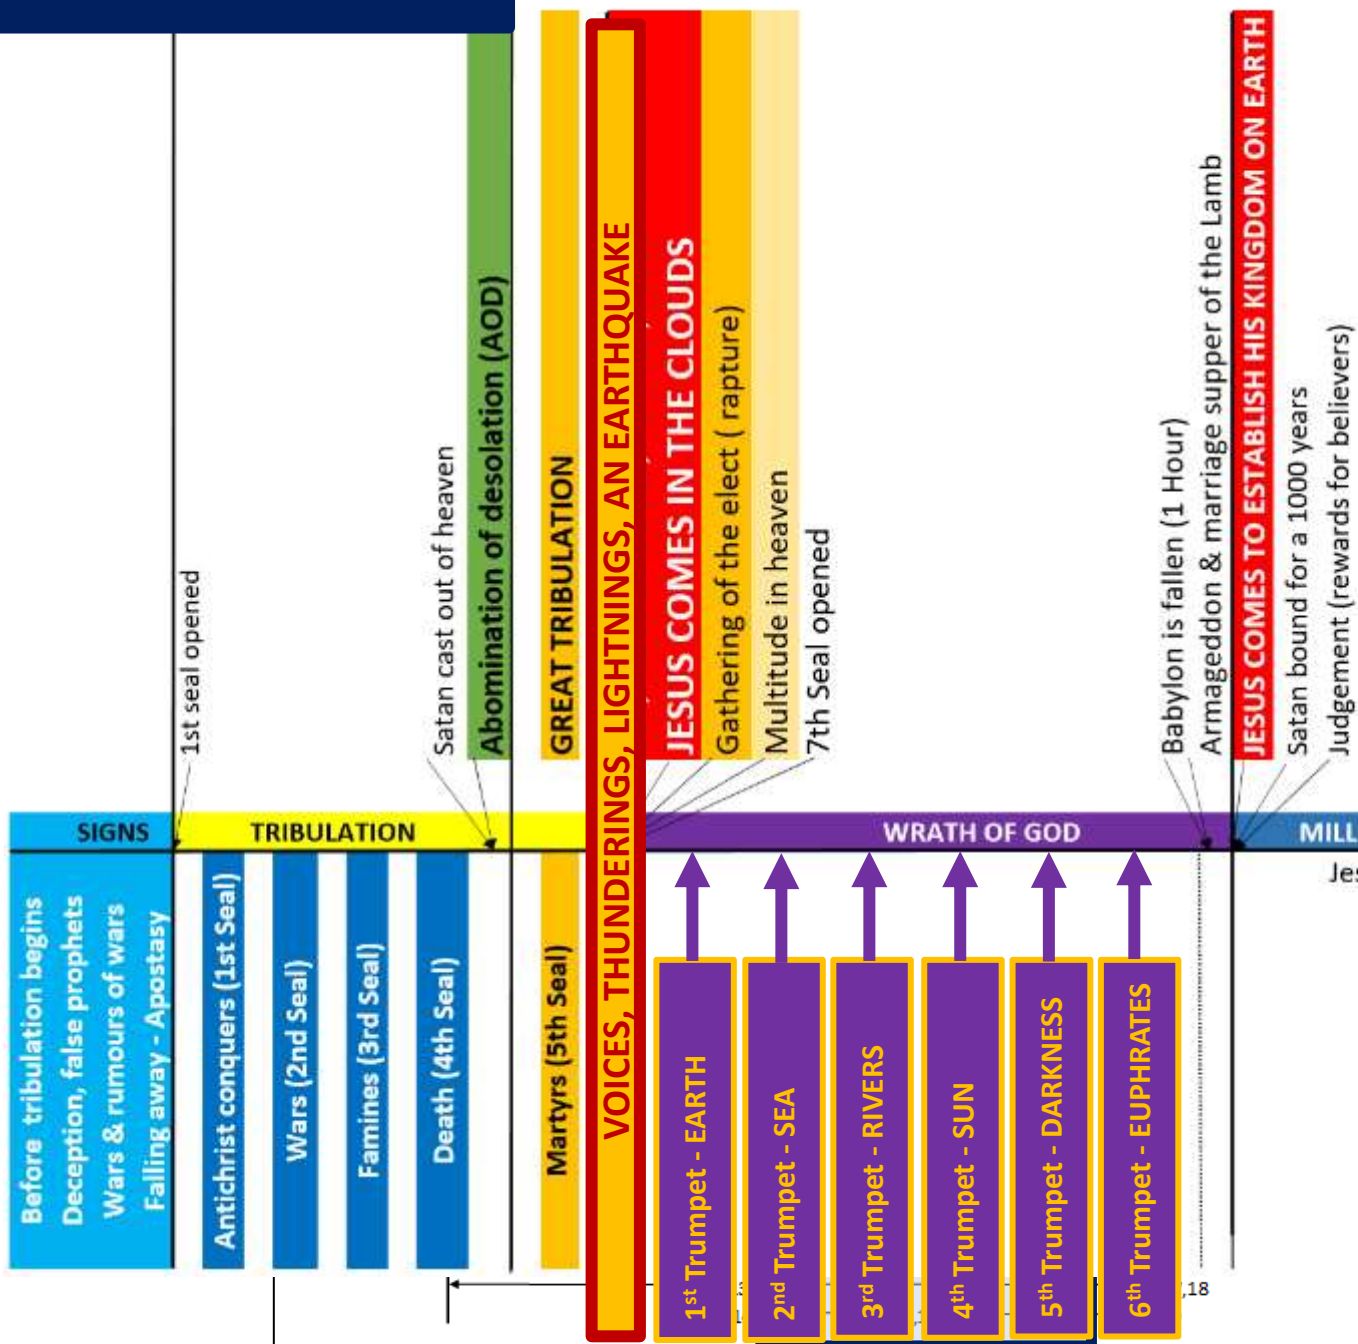 1st seal opened
Satan cast out of heaven
Abomination of desolation (AOD)
GREAT TRIBULATION
VOICES, THUNDERINGS, LIGHTNINGS, AN EARTHQUAKE
JESUS COMES IN THE CLOUDS
Gathering of the elect ( rapture)
Multitude in heaven
7th Seal opened
Babylon is fallen (1 Hour)
Armageddon & marriage supper of the Lamb
JESUS COMES TO ESTABLISH HIS KINGDOM ON EARTH
Satan bound for a 1000 years
Judgement (rewards for believers)
SIGNS
TRIBULATION
WRATH OF GOD
MILL
Jes
Before tribulation begins
Deception, false prophets
Wars & rumours of wars
Falling away - Apostasy
Antichrist conquers (1st Seal)
Wars (2nd Seal)
Famines (3rd Seal)
Death (4th Seal)
Martyrs (5th Seal)
1st Trumpet - EARTH
2nd Trumpet - SEA
3rd Trumpet - RIVERS
4th Trumpet - SUN
5th Trumpet - DARKNESS
6th Trumpet - EUPHRATES
,18